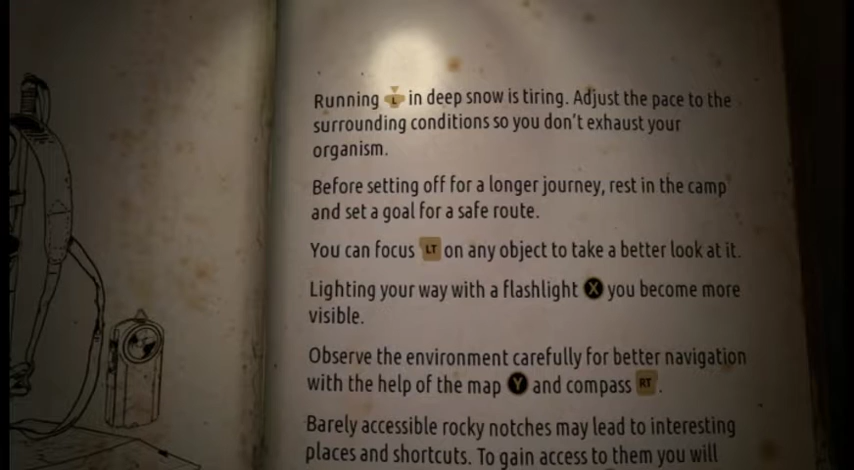 Running L in deep snow is tiring. Adjust the pace to the
surrounding conditions so you don't exhaust your
organism.
Before setting off for a longer journey, rest in the camp
and set a goal for a safe route.
You can focus LT on any object to take a better look at it.
Lighting your way with a flashlight X you become more
visible.
Observe the environment carefully for better navigation
with the help of the map Y and compass RT.
Barely accessible rocky notches may lead to interesting
places and shortcuts. To gain access to them you will